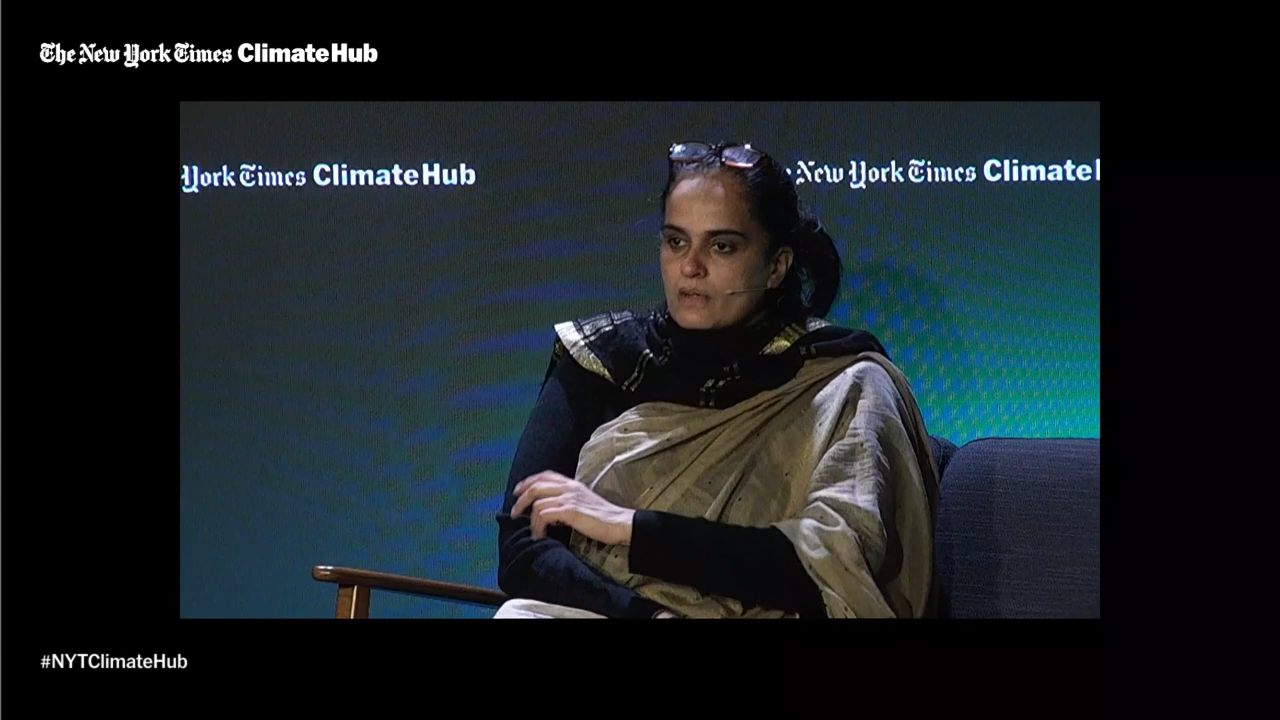 The New York Times Climate Hub
York Times Climate Hub
New York Times Climate
#NYTClimateHub